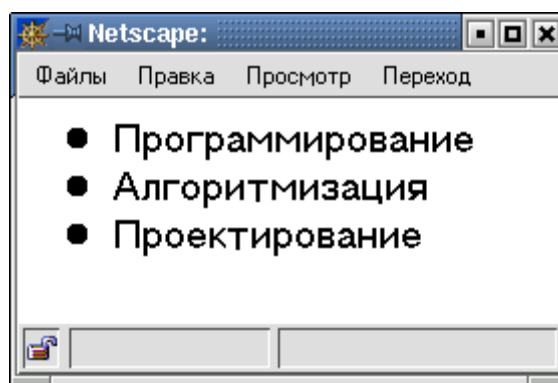 Netscape:
Файлы Правка Просмотр Переход
• Программирование
• Алгоритмизация
• Проектирование